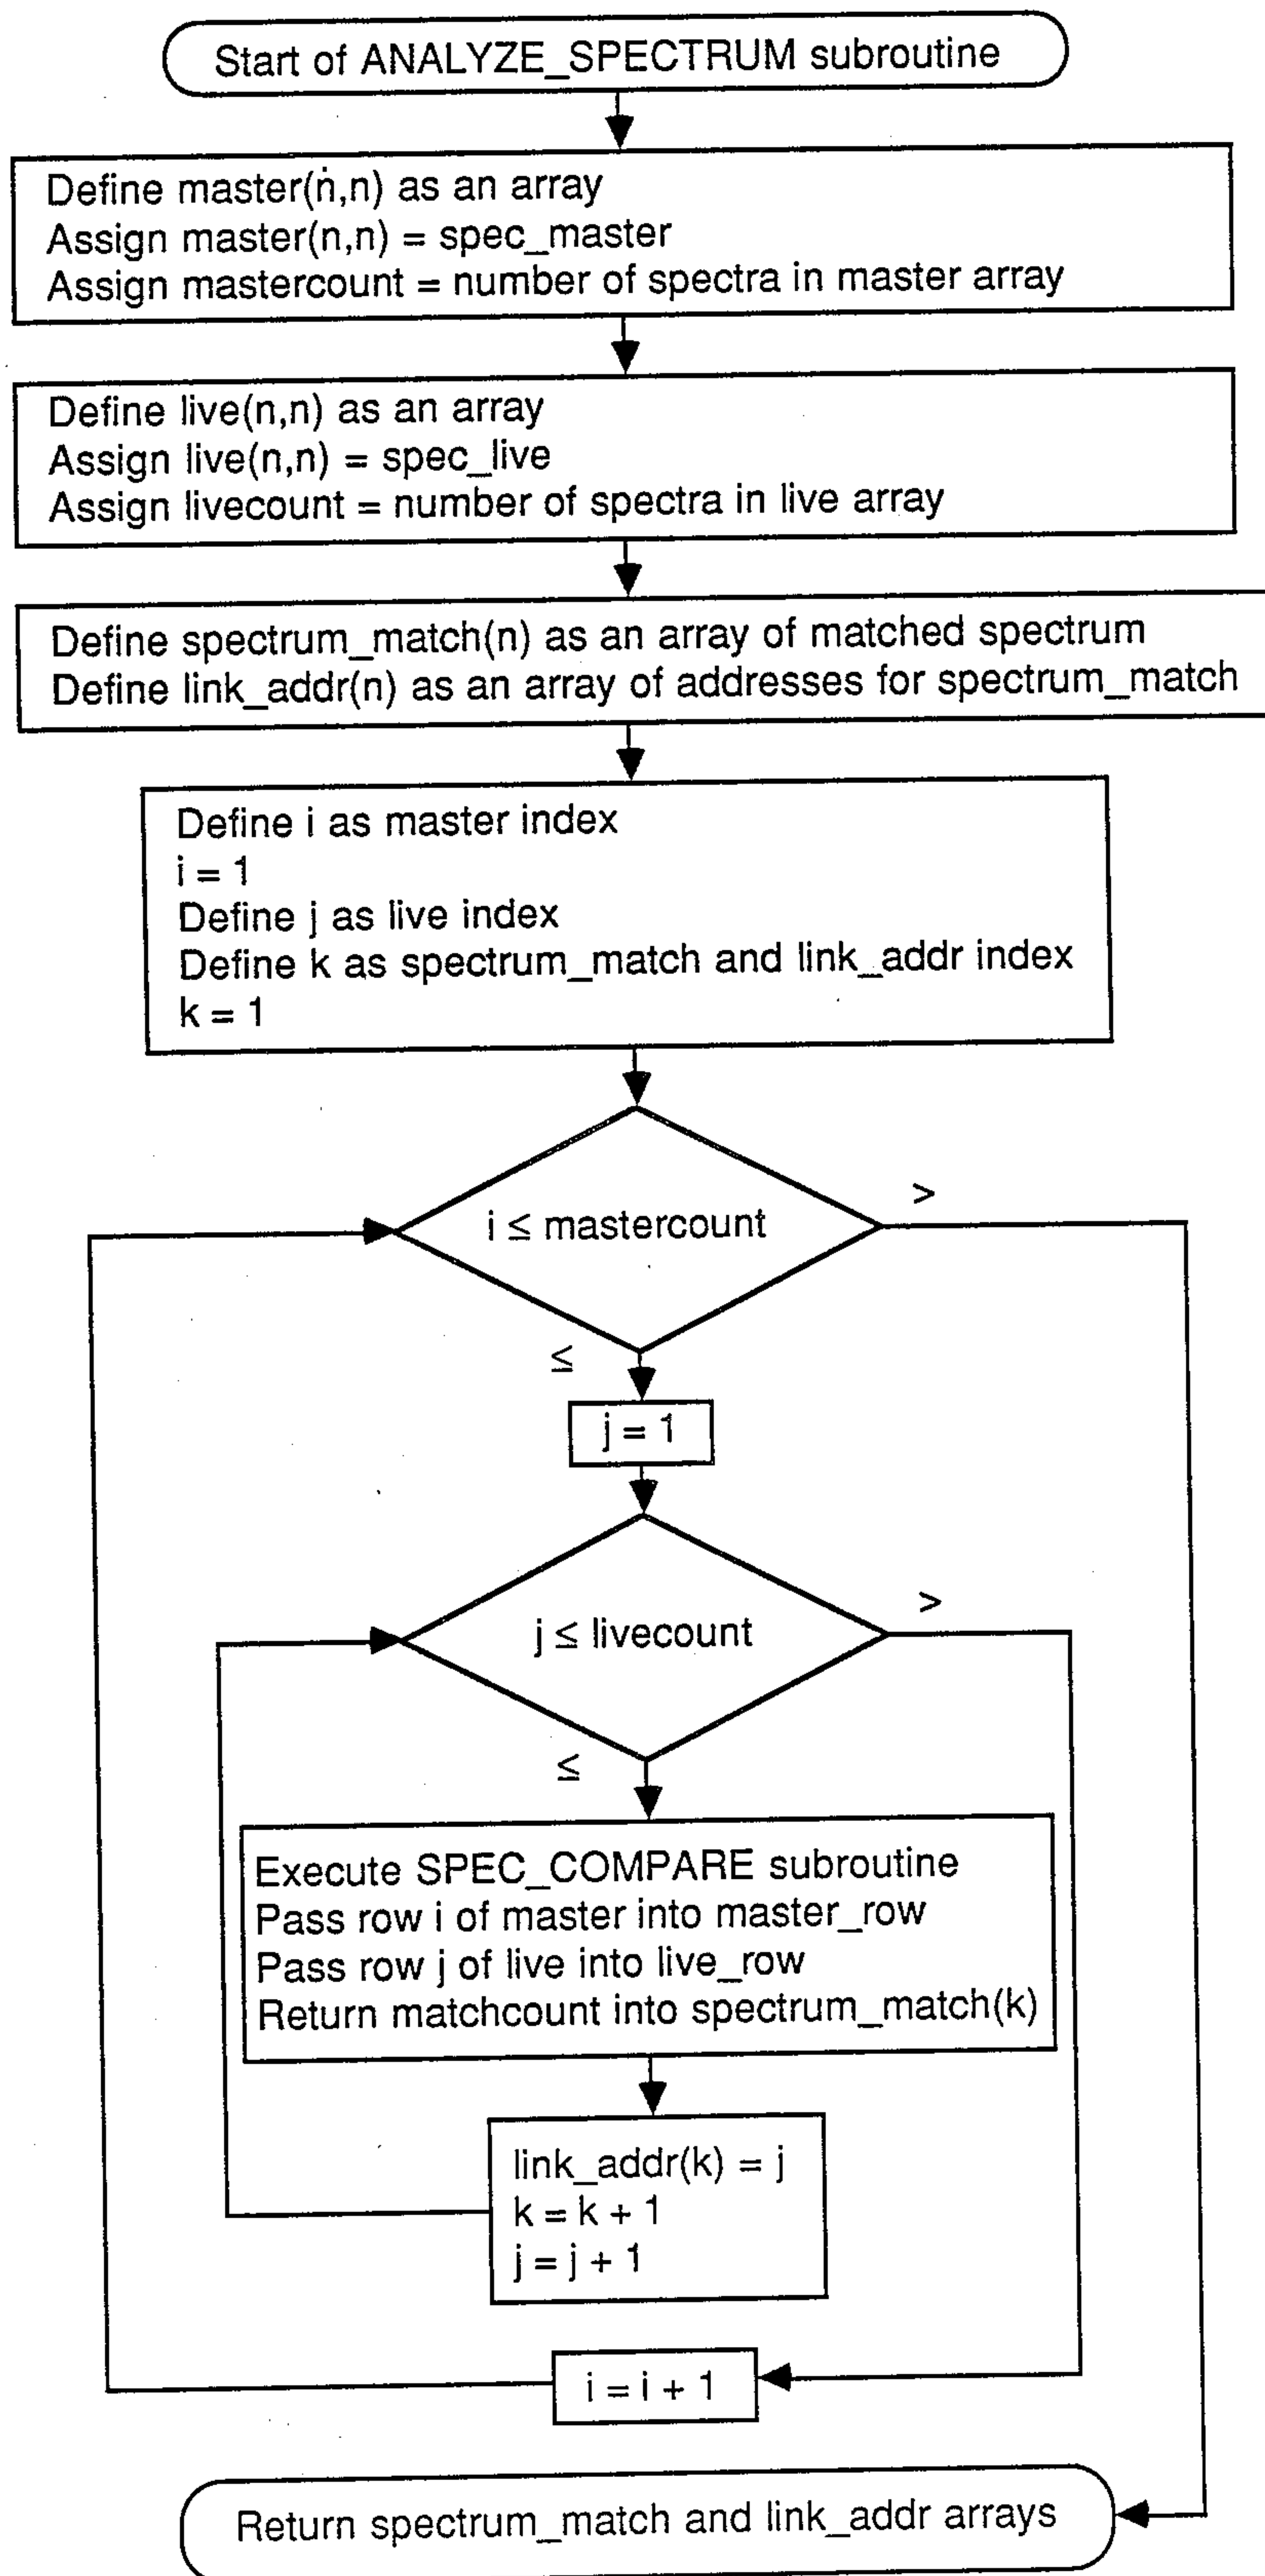 Start of ANALYZE_SPECTRUM subroutine
Define master(n,n) as an array
Assign master(n,n) = spec_master
Assign mastercount = number of spectra in master array
Define live(n,n) as an array
Assign live(n,n) = spec_live
Assign livecount = number of spectra in live array
Define spectrum_match(n) as an array of matched spectrum
Define link_addr(n) as an array of addresses for spectrum_match
Define i as master index
i = 1
Define j as live index
Define k as spectrum_match and link_addr index
k = 1
>
i ≤ mastercount
≤
j = 1
>
j ≤ livecount
≤
Execute SPEC_COMPARE subroutine
Pass row i of master into master_row
Pass row j of live into live_row
Return matchcount into spectrum_match(k)
link_addr(k) = j
k = k + 1
j = j + 1
i = i + 1
Return spectrum_match and link_addr arrays